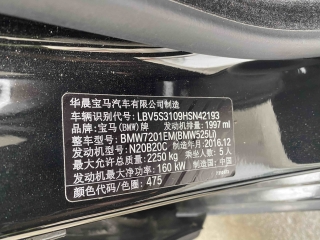 华晨宝马汽车有限公司制造
车辆识别代号: LBV5S3109HSN42193
品牌: 宝马(BMW)牌 发动机排量: 1997 ml
整车型号: BMW7201EM(BMW525Li)
发动机型号: N20B20C 制造年月: 2016.12
最大允许总质量: 2250 kg 乘坐人数: 5人
发动机最大净功率: 160 kW 制造国: 中国
颜色代码/色圈: 475